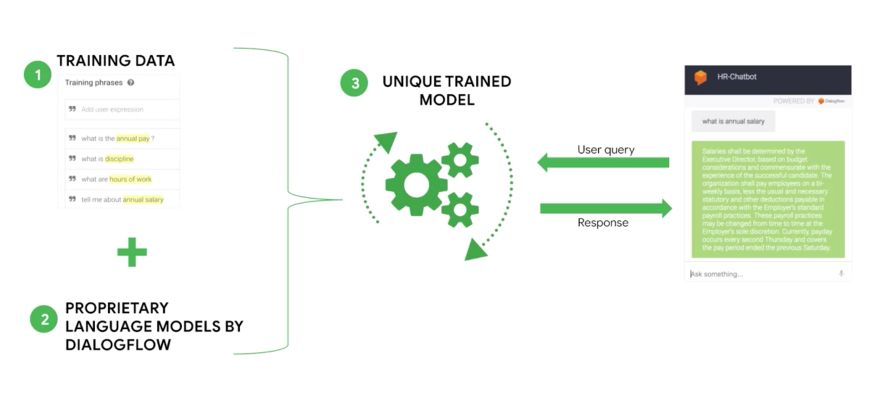 1
TRAINING DATA
Training phrases ?
Add user expression
what is the annual pay ?
what is discipline
what are hours of work
tell me about annual salary
2
PROPRIETARY
LANGUAGE MODELS BY
DIALOGFLOW
3
UNIQUE TRAINED
MODEL
User query
Response
HR-Chatbot
POWERED BY Dialogflow
what is annual salary
Salaries shall be determined by the
Executive Director, based on budget
considerations and commensurate with the
experience of the successful candidate. The
organization shall pay employees on a bi-
weekly basis, less the usual and necessary
statutory and other deductions payable in
accordance with the Employer's standard
payroll practices. These payroll practices
may be changed from time to time at the
Employer's sole discretion. Currently, payday
occurs every second Thursday and covers
the pay period ended the previous Saturday.
Ask something...